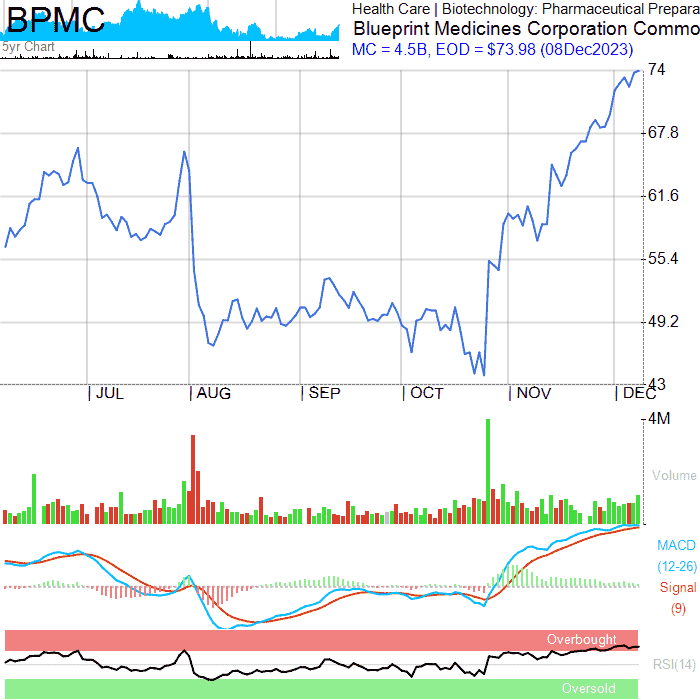 BPMC
5yr Chart
Health Care | Biotechnology: Pharmaceutical Prepara
Blueprint Medicines Corporation Commo
MC = 4.5B, EOD = $73.98 (08Dec2023)
74
67.8
61.6
55.4
49.2
43
JUL AUG SEP OCT NOV DEC
4M
Volume
MACD
(12-26)
Signal
(9)
Overbought
RSI(14)
Oversold